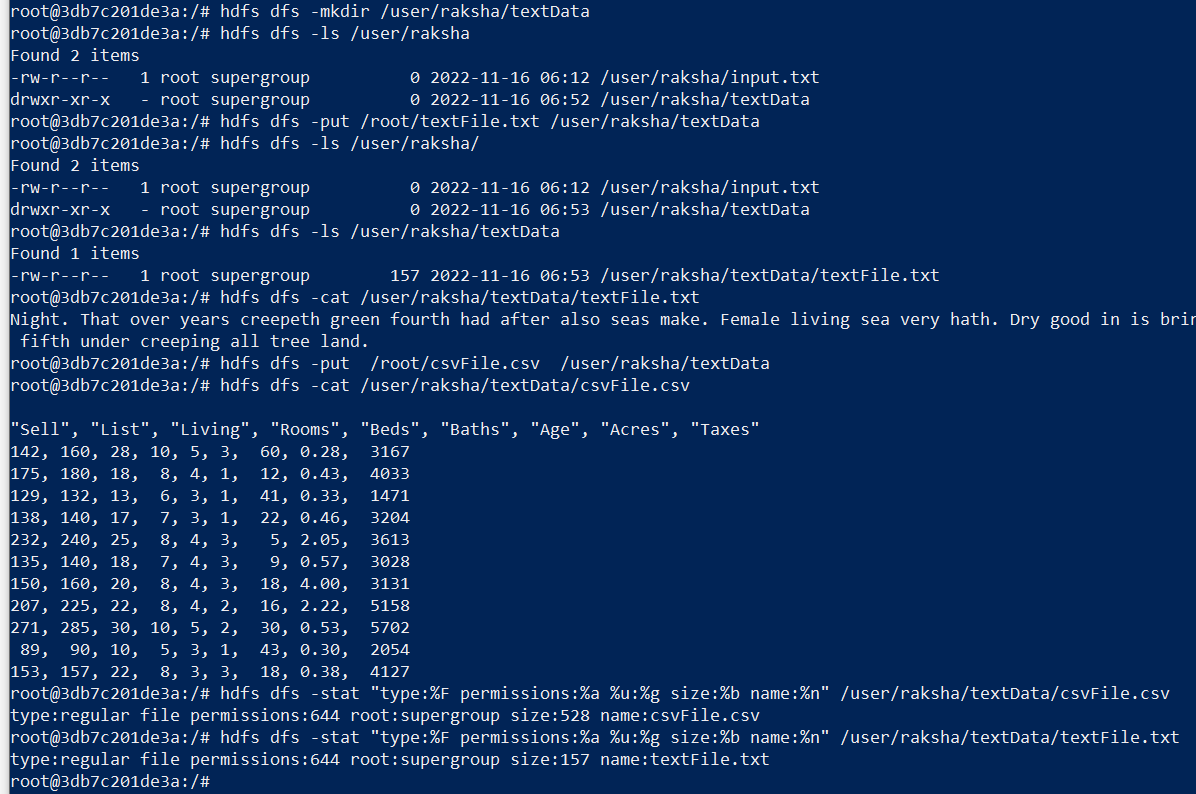 root@3db7c201de3a:/# hdfs dfs -mkdir /user/raksha/textData
root@3db7c201de3a:/# hdfs dfs -ls /user/raksha
Found 2 items
-rw-r--r--   1 root supergroup          0 2022-11-16 06:12 /user/raksha/input.txt
drwxr-xr-x   - root supergroup          0 2022-11-16 06:52 /user/raksha/textData
root@3db7c201de3a:/# hdfs dfs -put /root/textFile.txt /user/raksha/textData
root@3db7c201de3a:/# hdfs dfs -ls /user/raksha/
Found 2 items
-rw-r--r--   1 root supergroup          0 2022-11-16 06:12 /user/raksha/input.txt
drwxr-xr-x   - root supergroup          0 2022-11-16 06:53 /user/raksha/textData
root@3db7c201de3a:/# hdfs dfs -ls /user/raksha/textData
Found 1 items
-rw-r--r--   1 root supergroup        157 2022-11-16 06:53 /user/raksha/textData/textFile.txt
root@3db7c201de3a:/# hdfs dfs -cat /user/raksha/textData/textFile.txt
Night. That over years creepeth green fourth had after also seas make. Female living sea very hath. Dry good in is
 fifth under creeping all tree land.
root@3db7c201de3a:/# hdfs dfs -put  /root/csvFile.csv  /user/raksha/textData
root@3db7c201de3a:/# hdfs dfs -cat /user/raksha/textData/csvFile.csv
"Sell", "List", "Living", "Rooms", "Beds", "Baths", "Age", "Acres", "Taxes"
142, 160, 28, 10, 5, 3,  60, 0.28,  3167
175, 180, 18,  8, 4, 1,  12, 0.43,  4033
129, 132, 13,  6, 3, 1,  41, 0.33,  1471
138, 140, 17,  7, 3, 1,  22, 0.46,  3204
232, 240, 25,  8, 4, 3,   5, 2.05,  3613
135, 140, 18,  7, 4, 3,   9, 0.57,  3028
150, 160, 20,  8, 4, 3,  18, 4.00,  3131
207, 225, 22,  8, 4, 2,  16, 2.22,  5158
271, 285, 30, 10, 5, 2,  30, 0.53,  5702
 89,  90, 10,  5, 3, 1,  43, 0.30,  2054
153, 157, 22,  8, 3, 3,  18, 0.38,  4127
root@3db7c201de3a:/# hdfs dfs -stat "type:%F permissions:%a %u:%g size:%b name:%n" /user/raksha/textData/csvFile.csv
type:regular file permissions:644 root:supergroup size:528 name:csvFile.csv
root@3db7c201de3a:/# hdfs dfs -stat "type:%F permissions:%a %u:%g size:%b name:%n" /user/raksha/textData/textFile.txt
type:regular file permissions:644 root:supergroup size:157 name:textFile.txt
root@3db7c201de3a:/#